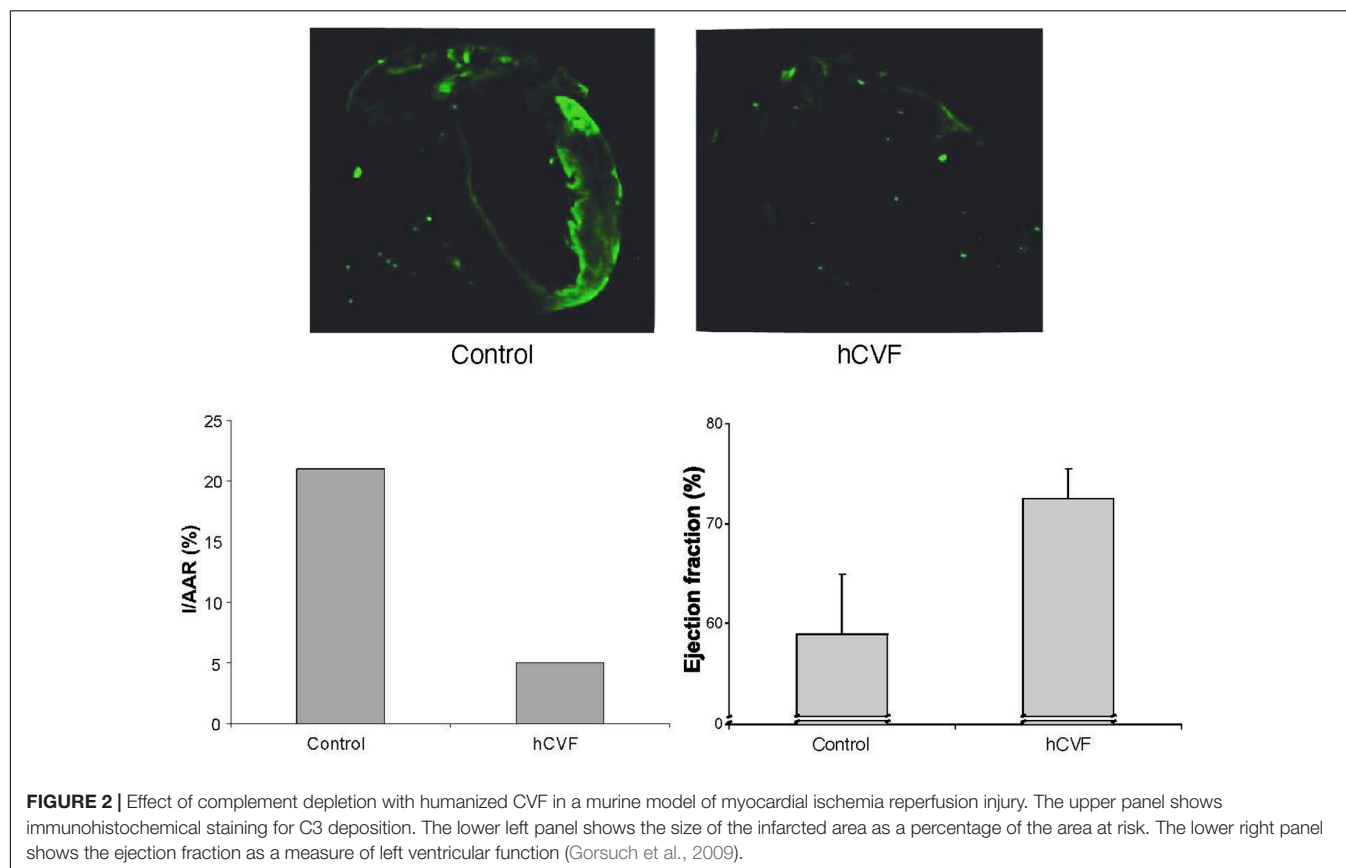 Control
hCVF
25
20
15
10
5
0
I/AAR (%)
Control
hCVF
80
70
60
0
Ejection fraction (%)
Control
hCVF
FIGURE 2 | Effect of complement depletion with humanized CVF in a murine model of myocardial ischemia reperfusion injury. The upper panel shows
immunohistochemical staining for C3 deposition. The lower left panel shows the size of the infarcted area as a percentage of the area at risk. The lower right panel
shows the ejection fraction as a measure of left ventricular function (Gorsuch et al., 2009).